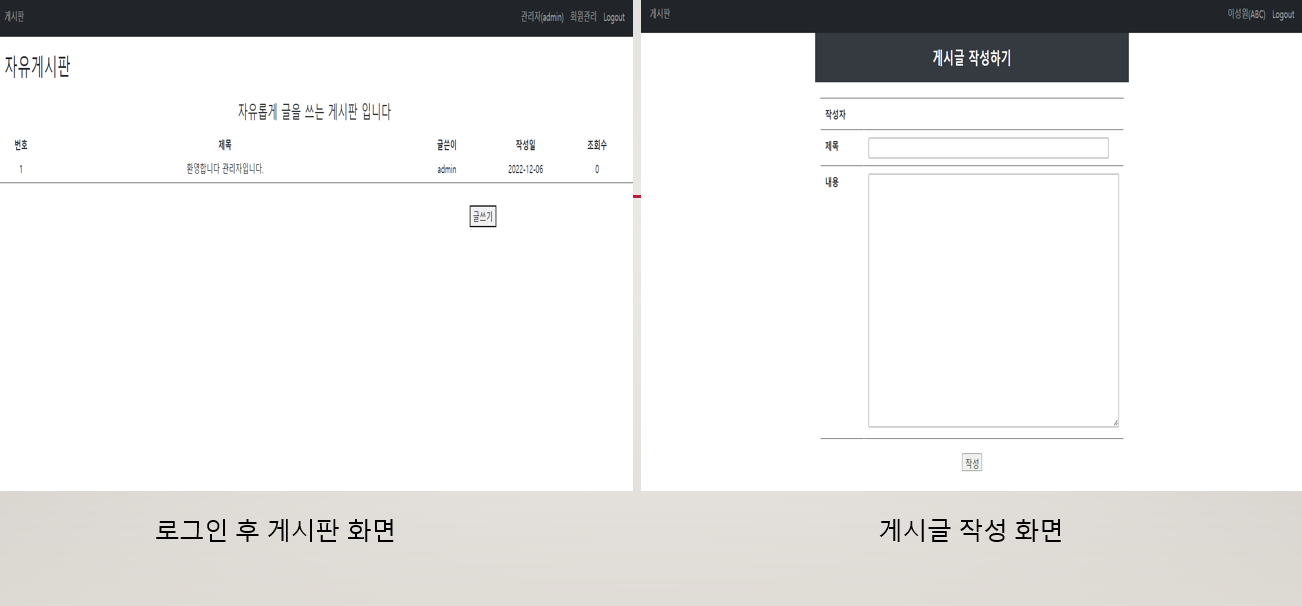 게시판
관리자(admin) 회원관리 Logout
자유게시판
자유롭게 글을 쓰는 게시판 입니다
번호 제목 글쓴이 작성일 조회수
1 환영합니다 관리자입니다. admin 2022-12-06 0
글쓰기
로그인 후 게시판 화면
게시판
이성원(ABC) Logout
게시글 작성하기
작성자
제목
내용
작성
게시글 작성 화면